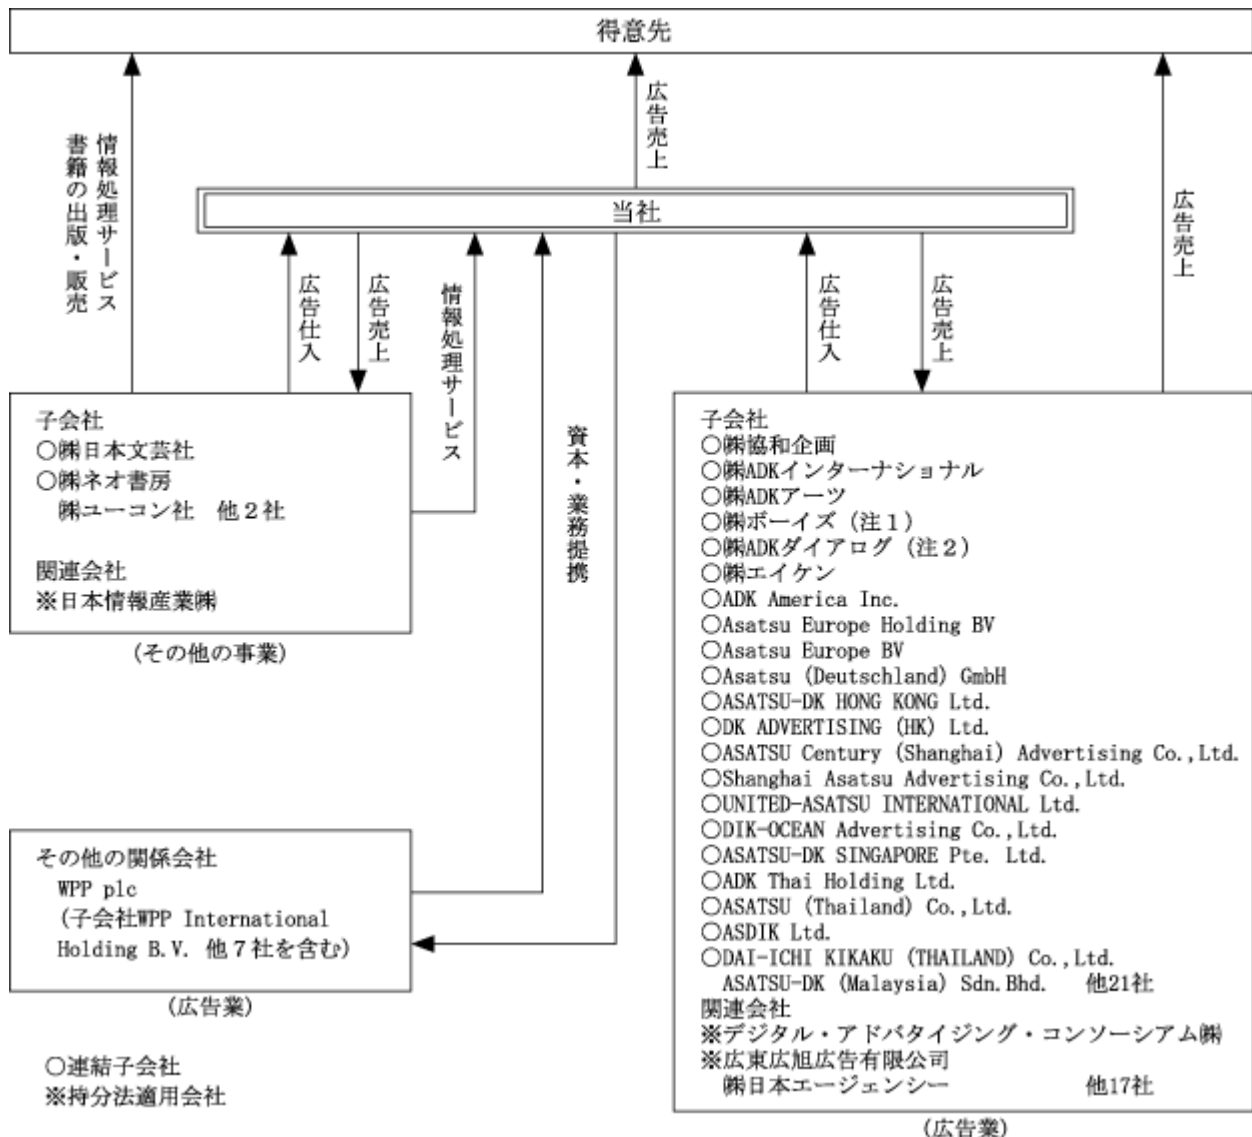 得意先
情報処理サービス
書籍の出版・販売
広告売上
広告売上
当社
広告仕入
広告売上
情報処理サービス
資本・業務提携
広告仕入
広告売上
子会社
○㈱日本文芸社
○㈱ネオ書房
㈱ユーコン社 他２社
関連会社
※日本情報産業㈱
(その他の事業)
その他の関係会社
WPP plc
(子会社WPP International
Holding B.V. 他７社を含む)
(広告業)
○連結子会社
※持分法適用会社
子会社
○㈱協和企画
○㈱ADKインターナショナル
○㈱ADKアーツ
○㈱ボーイズ（注１）
○㈱ADKダイアログ（注２）
○㈱エイケン
○ADK America Inc.
○Asatsu Europe Holding BV
○Asatsu Europe BV
○Asatsu (Deutschland) GmbH
○ASATSU-DK HONG KONG Ltd.
○DK ADVERTISING (HK) Ltd.
○ASATSU Century (Shanghai) Advertising Co.,Ltd.
○Shanghai Asatsu Advertising Co.,Ltd.
○UNITED-ASATSU INTERNATIONAL Ltd.
○DIK-OCEAN Advertising Co.,Ltd.
○ASATSU-DK SINGAPORE Pte. Ltd.
○ADK Thai Holding Ltd.
○ASATSU (Thailand) Co.,Ltd.
○ASDIK Ltd.
○DAI-ICHI KIKAKU (THAILAND) Co.,Ltd.
ASATSU-DK (Malaysia) Sdn.Bhd. 他21社
関連会社
※デジタル・アドバタイジング・コンソーシアム㈱
※広東広旭広告有限公司
㈱日本エージェンシー 他17社
(広告業)